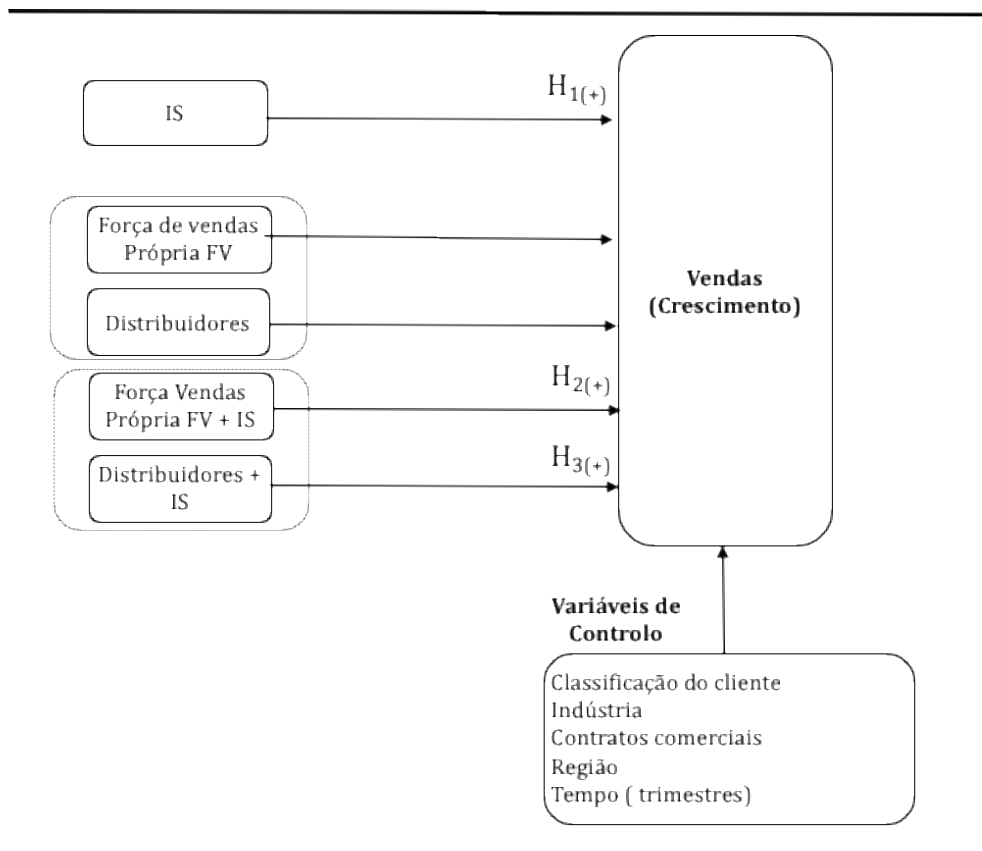 H1(+)
IS
Força de vendas
Própria FV
Distribuidores
Vendas
(Crescimento)
H2(+)
Força Vendas
Própria FV + IS
H3(+)
Distribuidores +
IS
Variáveis de
Controlo
Classificação do cliente
Indústria
Contratos comerciais
Região
Tempo ( trimestres)